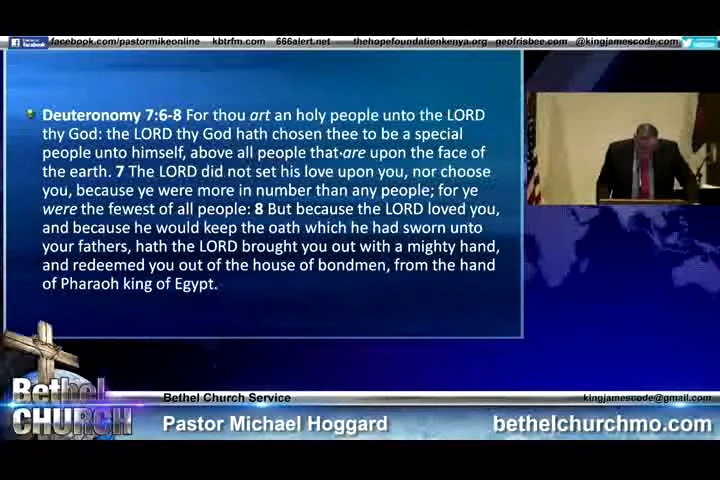 facebook.com/pastormikeonline kbtrfm.com 666alert.net thehopefoundationkenya.org geofrisbee.com @kingjamescode.com
facebook
twitter
Deuteronomy 7:6-8 For thou art an holy people unto the LORD
thy God: the LORD thy God hath chosen thee to be a special
people unto himself, above all people that are upon the face of
the earth. 7 The LORD did not set his love upon you, nor choose
you, because ye were more in number than any people; for ye
were the fewest of all people: 8 But because the LORD loved you,
and because he would keep the oath which he had sworn unto
your fathers, hath the LORD brought you out with a mighty hand,
and redeemed you out of the house of bondmen, from the hand
of Pharaoh king of Egypt.
Bethel
CHURCH
Bethel Church Service
kingjamescode@gmail.com
Pastor Michael Hoggard
bethelchurchmo.com